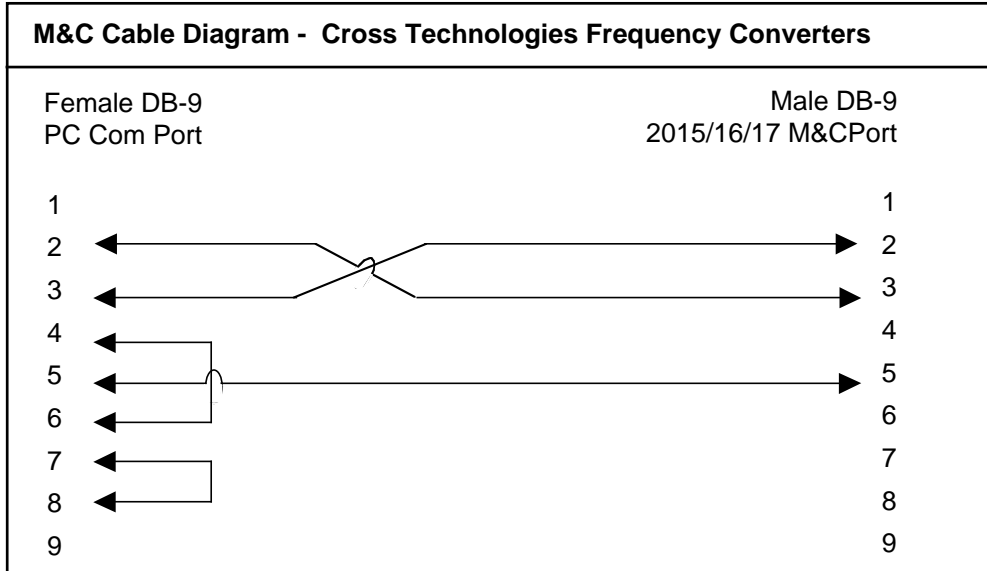 M&C Cable Diagram - Cross Technologies Frequency Converters
Female DB-9
PC Com Port
Male DB-9
2015/16/17 M&CPort
1 1
2 2
3 3
4 4
5 5
6 6
7 7
8 8
9 9